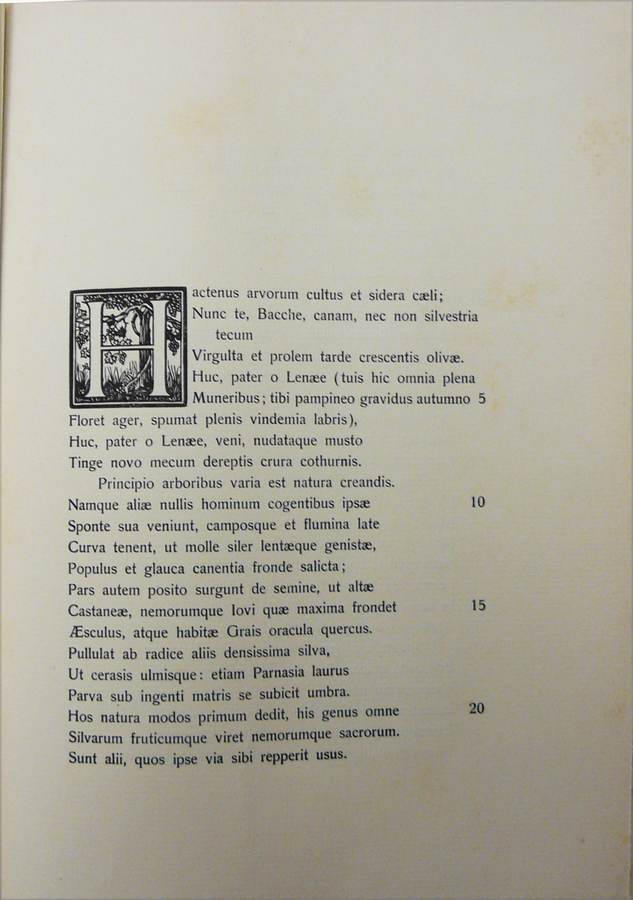 Hactenus arvorum cultus et sidera cæli;
Nunc te, Bacche, canam, nec non silvestria
tecum
Virgulta et prolem tarde crescentis olivæ.
Huc, pater o Lenæe (tuis hic omnia plena
Muneribus; tibi pampineo gravidus autumno 5
Floret ager, spumat plenis vindemia labris),
Huc, pater o Lenæe, veni, nudataque musto
Tinge novo mecum dereptis crura cothurnis.
Principio arboribus varia est natura creandis.
Namque aliæ nullis hominum cogentibus ipsæ 10
Sponte sua veniunt, camposque et flumina late
Curva tenent, ut molle siler lentæque genistæ,
Populus et glauca canentia fronde salicta;
Pars autem posito surgunt de semine, ut altæ
Castaneæ, nemorumque Iovi quæ maxima frondet 15
Æsculus, atque habitæ Grais oracula quercus.
Pullulat ab radice aliis densissima silva,
Ut cerasis ulmisque: etiam Parnasia laurus
Parva sub ingenti matris se subicit umbra.
Hos natura modos primum dedit, his genus omne 20
Silvarum fruticumque viret nemorumque sacrorum.
Sunt alii, quos ipse via sibi repperit usus.